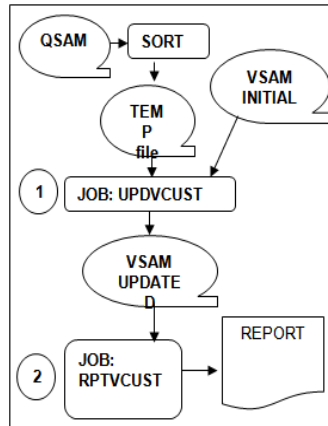 QSAM
SORT
VSAM
INITIAL
TEM
P
file
1
JOB: UPDVCUST
VSAM
UPDATE
D
REPORT
2
JOB:
RPTVCUST